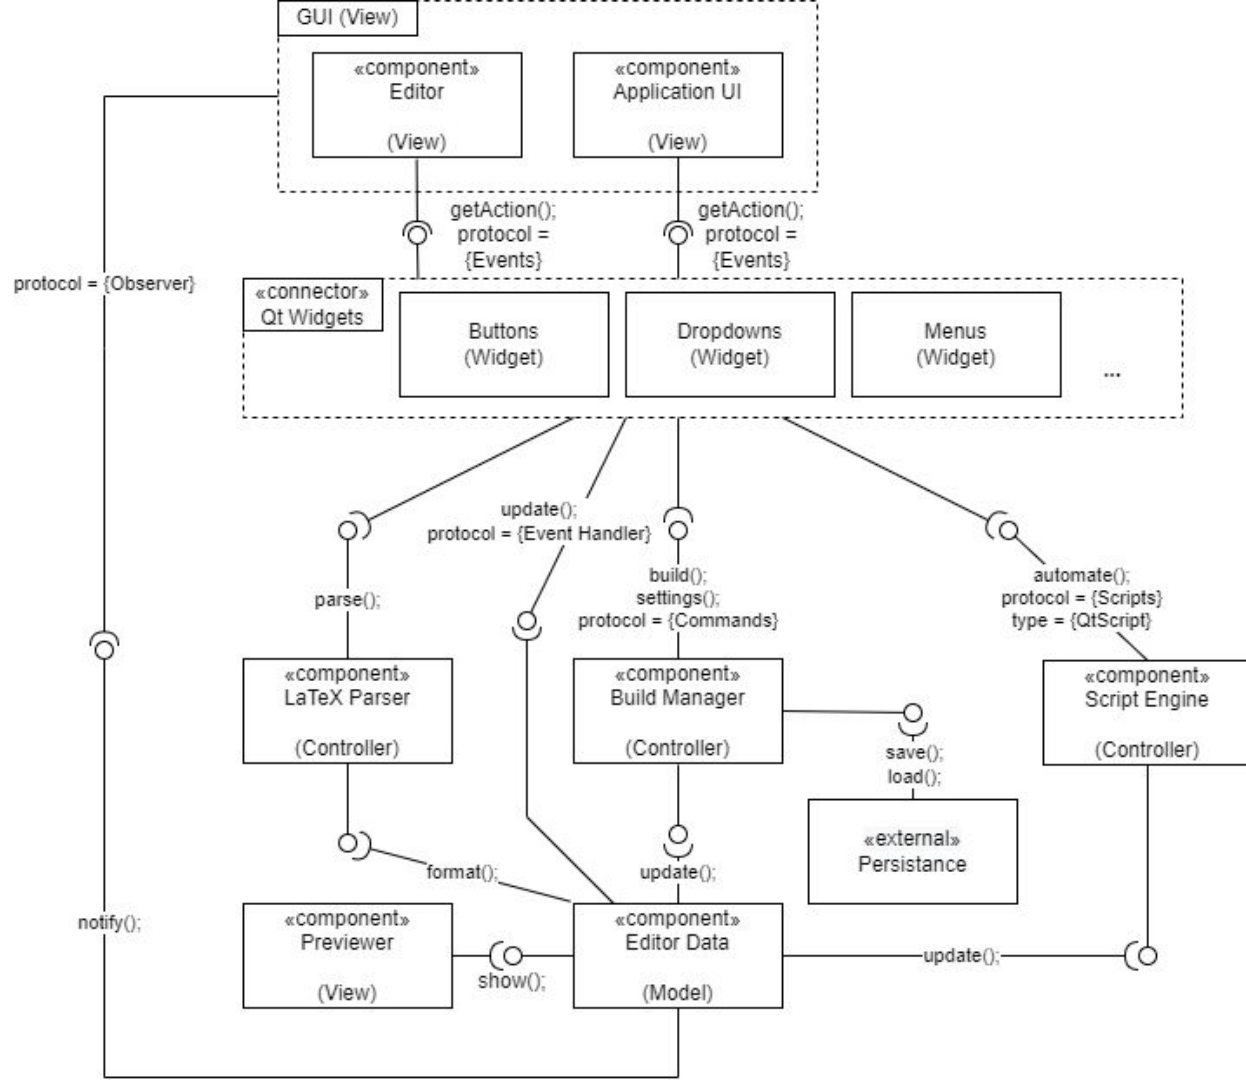 GUI (View)
«component»
Editor
(View)
«component»
Application UI
(View)
getAction();
protocol =
{Events}
getAction();
protocol =
{Events}
protocol = {Observer}
«connector»
Qt Widgets
Buttons
(Widget)
Dropdowns
(Widget)
Menus
(Widget)
...
update();
protocol = {Event Handler}
parse();
build();
settings();
protocol = {Commands}
automate();
protocol = {Scripts}
type = {QtScript}
«component»
LaTeX Parser
(Controller)
«component»
Build Manager
(Controller)
«component»
Script Engine
(Controller)
save();
load();
«external»
Persistance
format();
update();
notify();
«component»
Previewer
(View)
show();
«component»
Editor Data
(Model)
update();